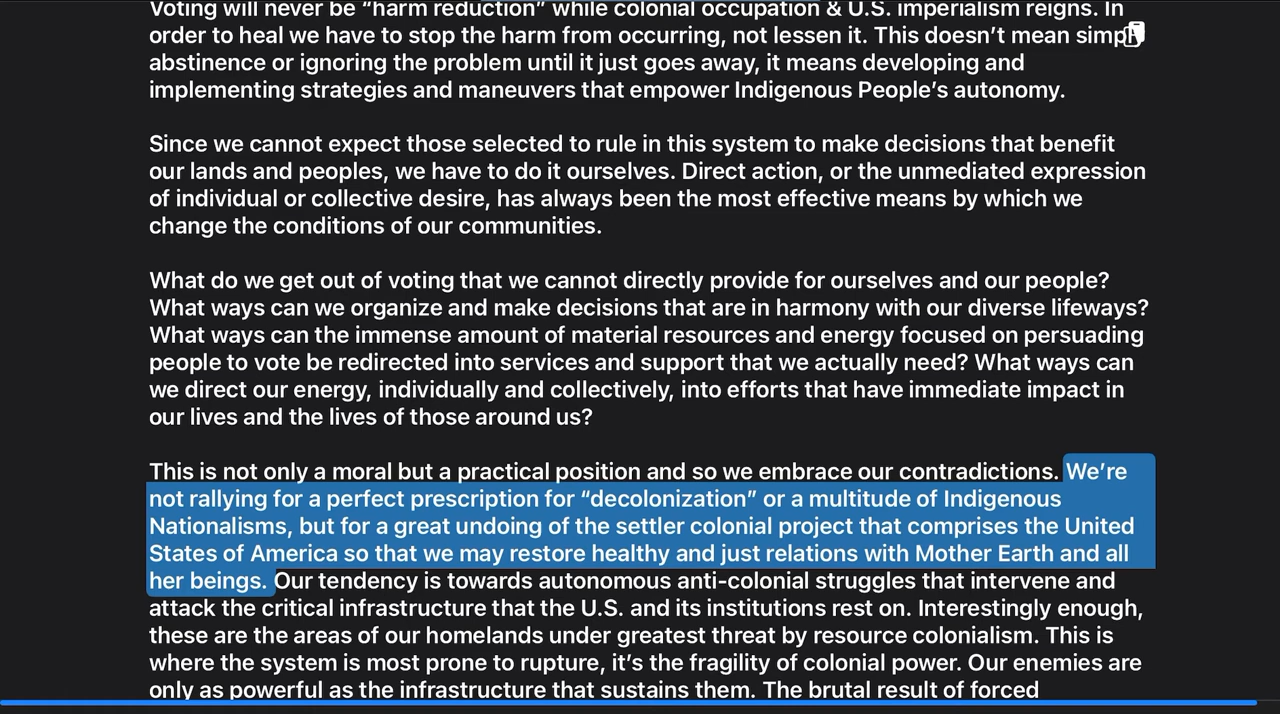 Voting will never be “harm reduction” while colonial occupation & U.S. imperialism reigns. In
order to heal we have to stop the harm from occurring, not lessen it. This doesn’t mean simply
abstinence or ignoring the problem until it just goes away, it means developing and
implementing strategies and maneuvers that empower Indigenous People’s autonomy.
Since we cannot expect those selected to rule in this system to make decisions that benefit
our lands and peoples, we have to do it ourselves. Direct action, or the unmediated expression
of individual or collective desire, has always been the most effective means by which we
change the conditions of our communities.
What do we get out of voting that we cannot directly provide for ourselves and our people?
What ways can we organize and make decisions that are in harmony with our diverse lifeways?
What ways can the immense amount of material resources and energy focused on persuading
people to vote be redirected into services and support that we actually need? What ways can
we direct our energy, individually and collectively, into efforts that have immediate impact in
our lives and the lives of those around us?
This is not only a moral but a practical position and so we embrace our contradictions. We’re
not rallying for a perfect prescription for “decolonization” or a multitude of Indigenous
Nationalisms, but for a great undoing of the settler colonial project that comprises the United
States of America so that we may restore healthy and just relations with Mother Earth and all
her beings. Our tendency is towards autonomous anti-colonial struggles that intervene and
attack the critical infrastructure that the U.S. and its institutions rest on. Interestingly enough,
these are the areas of our homelands under greatest threat by resource colonialism. This is
where the system is most prone to rupture, it’s the fragility of colonial power. Our enemies are
only as powerful as the infrastructure that sustains them. The brutal result of forced